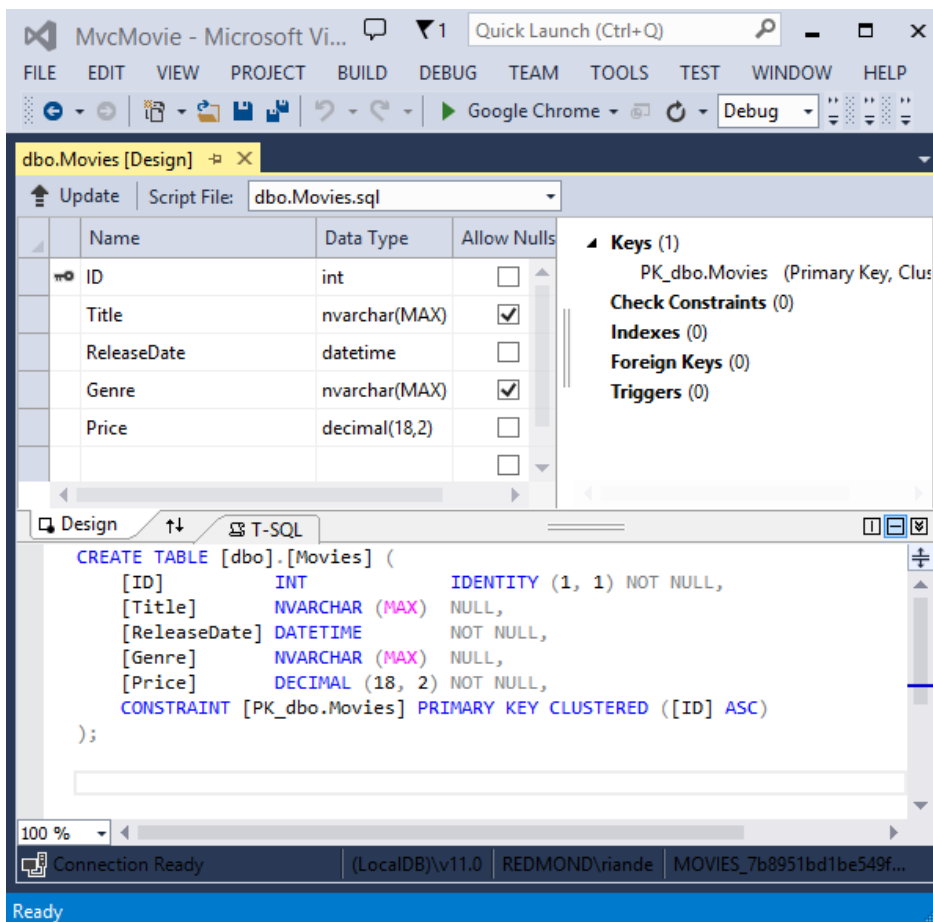 MvcMovie - Microsoft Vi... 1 Quick Launch (Ctrl+Q)
FILE EDIT VIEW PROJECT BUILD DEBUG TEAM TOOLS TEST WINDOW HELP
Google Chrome Debug
dbo.Movies [Design]
Update Script File: dbo.Movies.sql
Name Data Type Allow Nulls
ID int
Title nvarchar(MAX)
ReleaseDate datetime
Genre nvarchar(MAX)
Price decimal(18,2)
Keys (1)
PK_dbo.Movies (Primary Key, Clus
Check Constraints (0)
Indexes (0)
Foreign Keys (0)
Triggers (0)
Design T-SQL
CREATE TABLE [dbo].[Movies] (
[ID] INT IDENTITY (1, 1) NOT NULL,
[Title] NVARCHAR (MAX) NULL,
[ReleaseDate] DATETIME NOT NULL,
[Genre] NVARCHAR (MAX) NULL,
[Price] DECIMAL (18, 2) NOT NULL,
CONSTRAINT [PK_dbo.Movies] PRIMARY KEY CLUSTERED ([ID] ASC)
);
100 %
Connection Ready (LocalDB)\v11.0 REDMOND\riande MOVIES_7b8951bd1be549f...
Ready